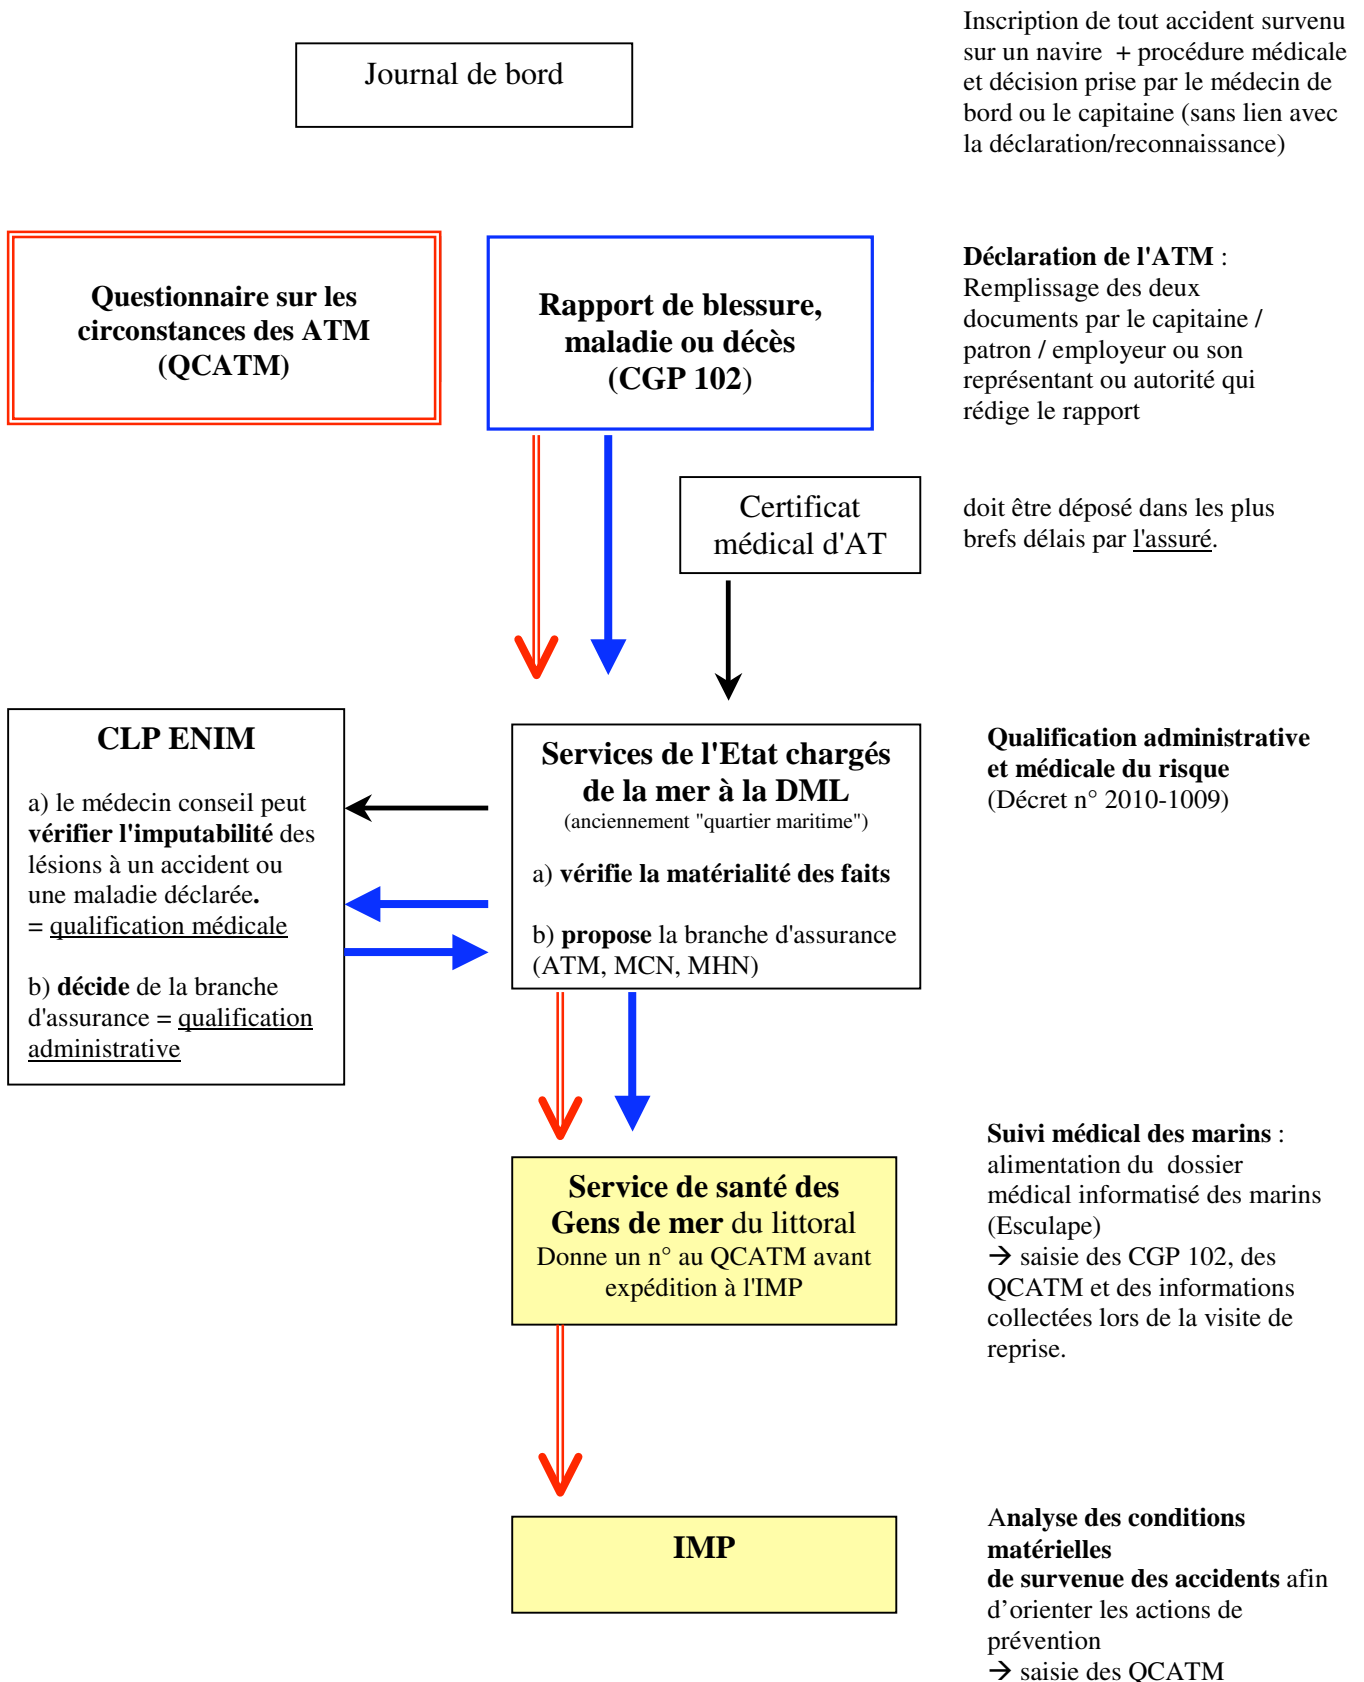 Journal de bord
Inscription de tout accident survenu
sur un navire + procédure médicale
et décision prise par le médecin de
bord ou le capitaine (sans lien avec
la déclaration/reconnaissance)
Questionnaire sur les
circonstances des ATM
(QCATM)
Rapport de blessure,
maladie ou décès
(CGP 102)
Déclaration de l'ATM :
Remplissage des deux
documents par le capitaine /
patron / employeur ou son
représentant ou autorité qui
rédige le rapport
Certificat
médical d'AT
doit être déposé dans les plus
brefs délais par l'assuré.
CLP ENIM
a) le médecin conseil peut
vérifier l'imputabilité des
lésions à un accident ou
une maladie déclarée.
= qualification médicale
b) décide de la branche
d'assurance = qualification
administrative
Services de l'Etat chargés
de la mer à la DML
(anciennement "quartier maritime")
a) vérifie la matérialité des faits
b) propose la branche d'assurance
(ATM, MCN, MHN)
Qualification administrative
et médicale du risque
(Décret n° 2010-1009)
Service de santé des
Gens de mer du littoral
Donne un n° au QCATM avant
expédition à l'IMP
Suivi médical des marins :
alimentation du dossier
médical informatisé des marins
(Esculape)
→ saisie des CGP 102, des
QCATM et des informations
collectées lors de la visite de
reprise.
IMP
Analyse des conditions
matérielles
de survenue des accidents afin
d’orienter les actions de
prévention
→ saisie des QCATM